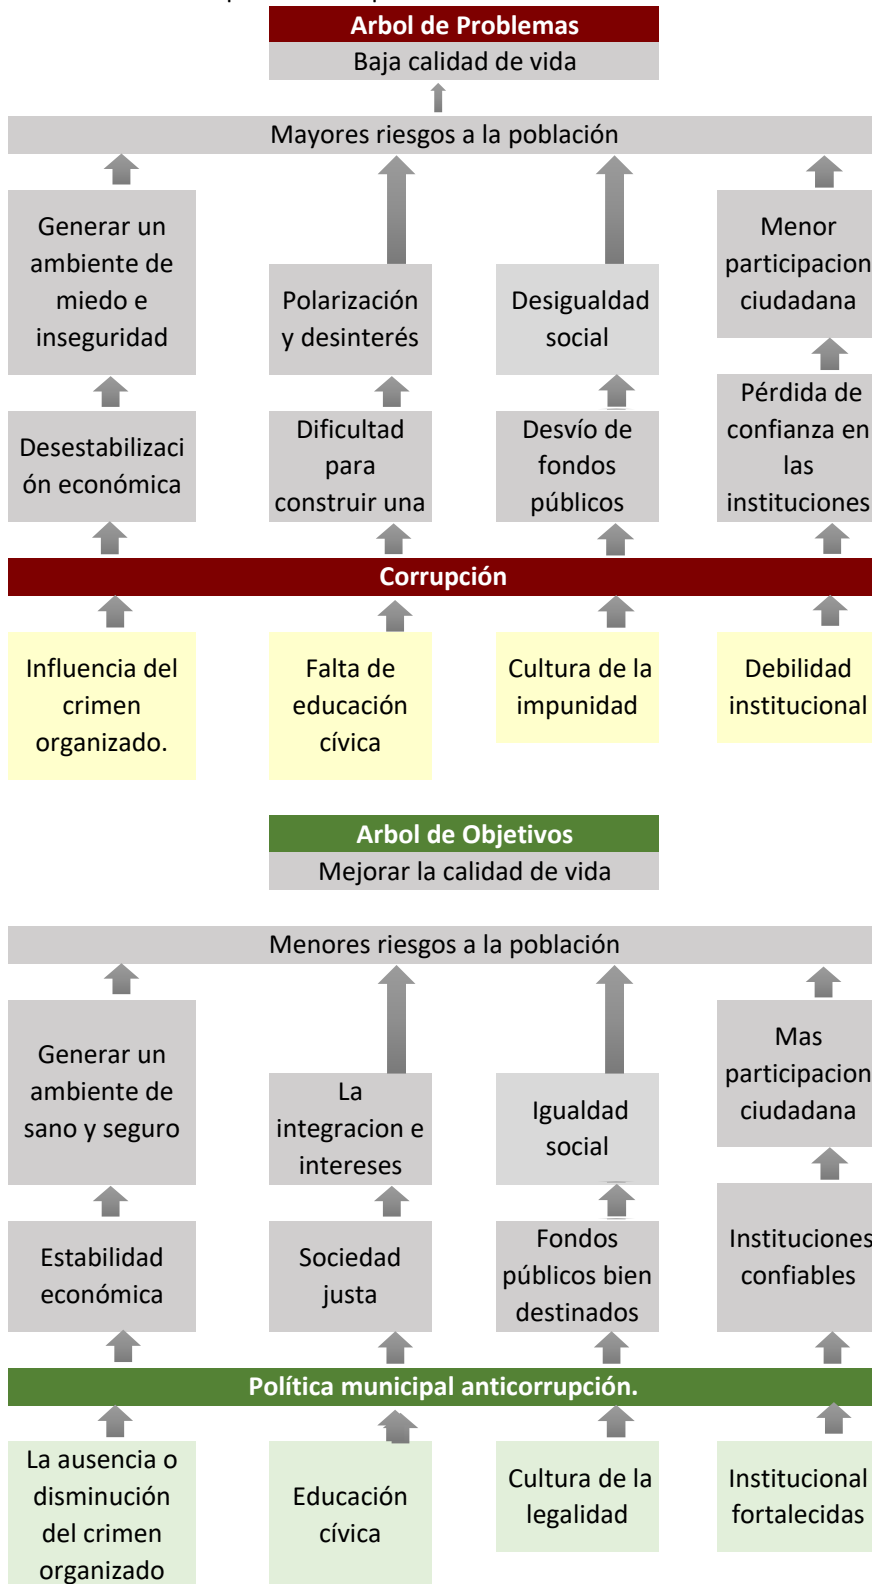 Arbol de Problemas
Baja calidad de vida
Mayores riesgos a la población
Generar un
ambiente de
miedo e
inseguridad
Polarización
y desinterés
Desigualdad
social
Menor
participacion
ciudadana
Desestabilizaci
ón económica
Dificultad
para
construir una
Desvío de
fondos
públicos
Pérdida de
confianza en
las
instituciones
Corrupción
Influencia del
crimen
organizado.
Falta de
educación
cívica
Cultura de la
impunidad
Debilidad
institucional
Arbol de Objetivos
Mejorar la calidad de vida
Menores riesgos a la población
Generar un
ambiente de
sano y seguro
La
integracion e
intereses
Igualdad
social
Mas
participacion
ciudadana
Estabilidad
económica
Sociedad
justa
Fondos
públicos bien
destinados
Instituciones
confiables
Política municipal anticorrupción.
La ausencia o
disminución
del crimen
organizado
Educación
cívica
Cultura de la
legalidad
Institucional
fortalecidas